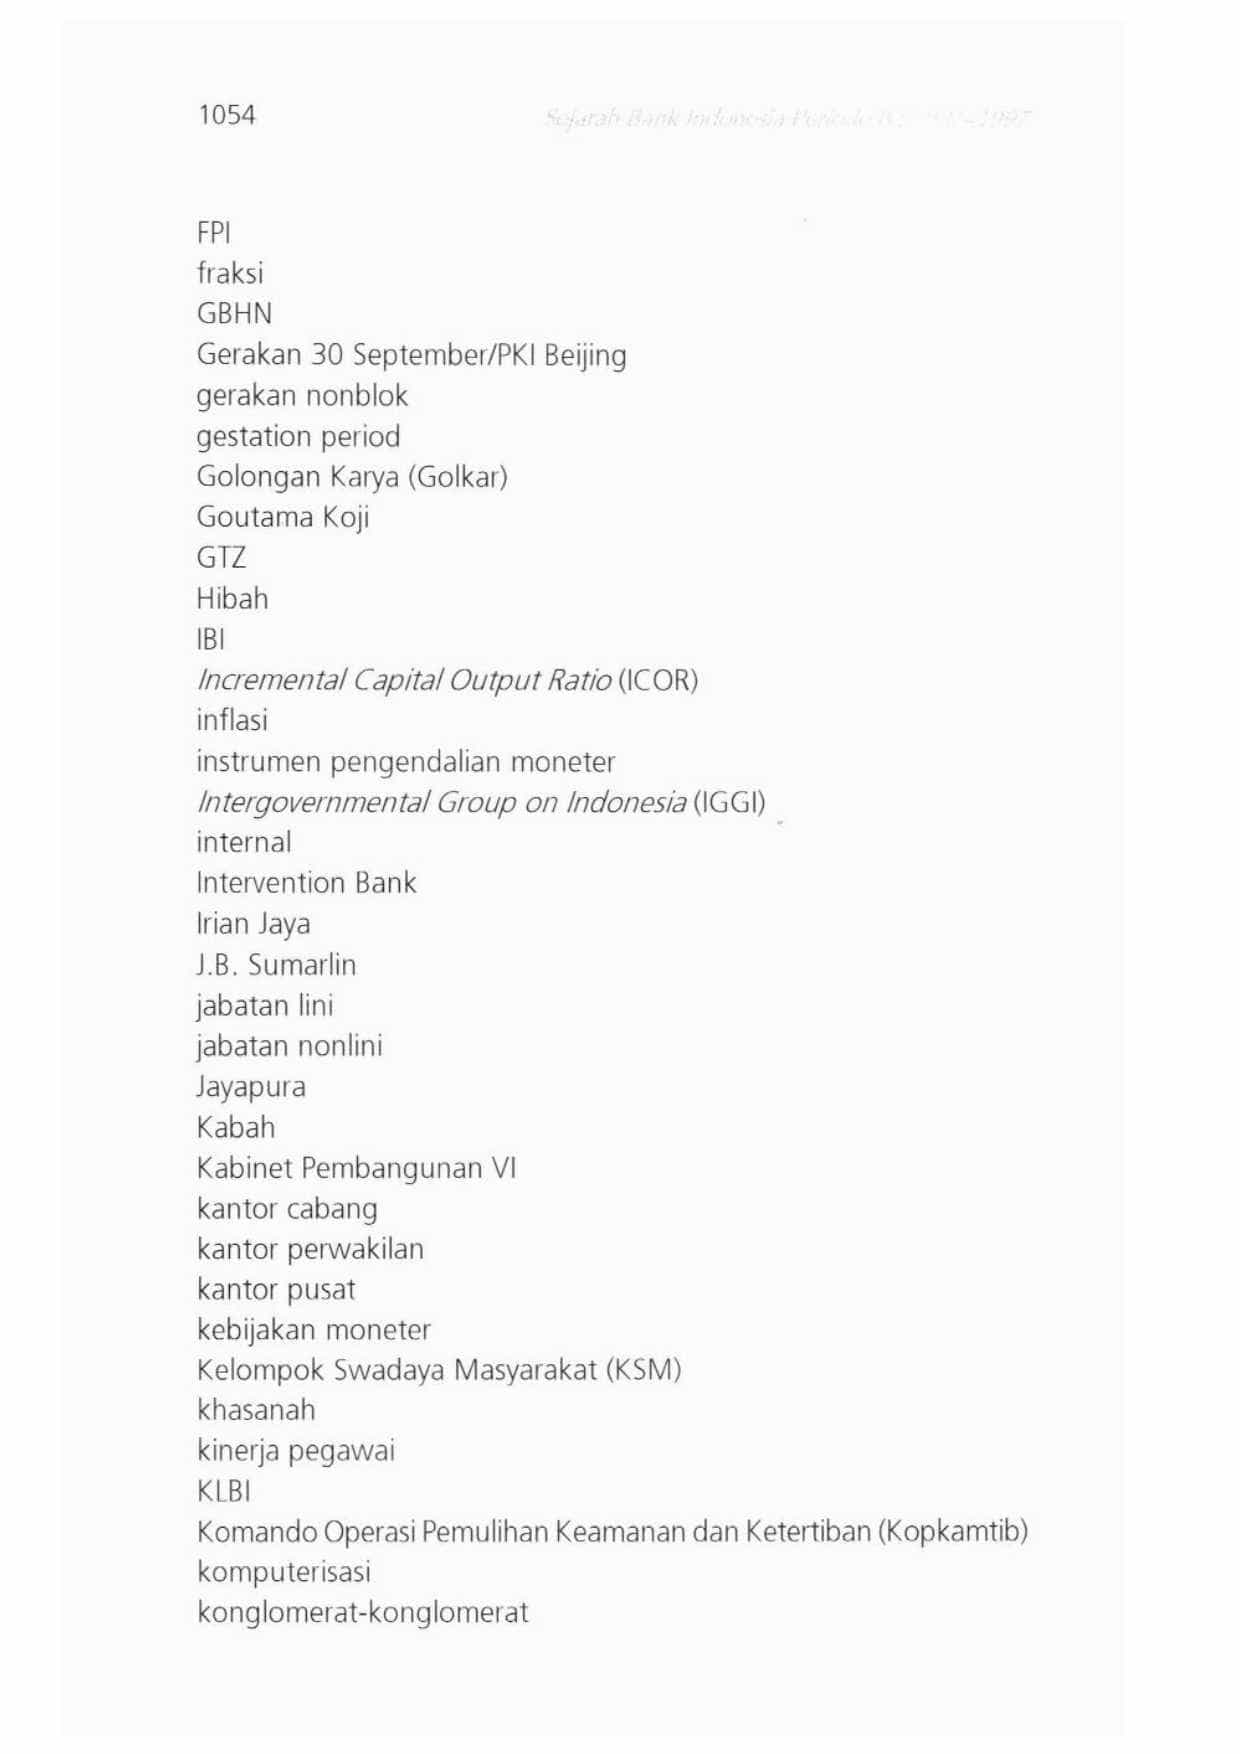 1054
Sejarah Bank Indonesia Periode
FPI
fraksi
GBHN
Gerakan 30 September/PKI Beijing
gerakan nonblok
gestation period
Golongan Karya (Golkar)
Goutama Koji
GTZ
Hibah
IBI
Incremental Capital Output Ratio (ICOR)
inflasi
instrumen pengendalian moneter
Intergovernmental Group on Indonesia (IGGI)
internal
Intervention Bank
Irian Jaya
J.B. Sumarlin
jabatan lini
jabatan nonlini
Jayapura
Kabah
Kabinet Pembangunan VI
kantor cabang
kantor perwakilan
kantor pusat
kebijakan moneter
Kelompok Swadaya Masyarakat (KSM)
khasanah
kinerja pegawai
KLBI
Komando Operasi Pemulihan Keamanan dan Ketertiban (Kopkamtib)
komputerisasi
konglomerat-konglomerat